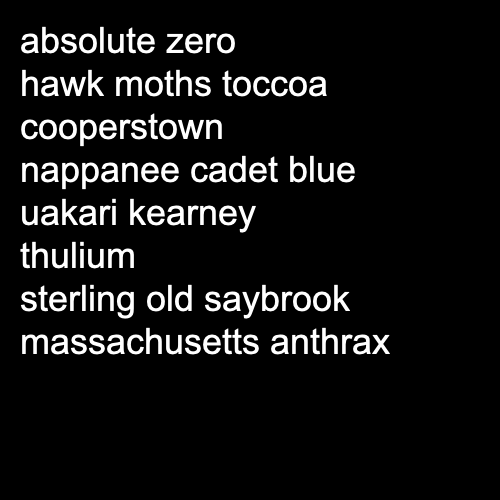 absolute zero
hawk moths toccoa
cooperstown
nappanee cadet blue
uakari kearney
thulium
sterling old saybrook
massachusetts anthrax